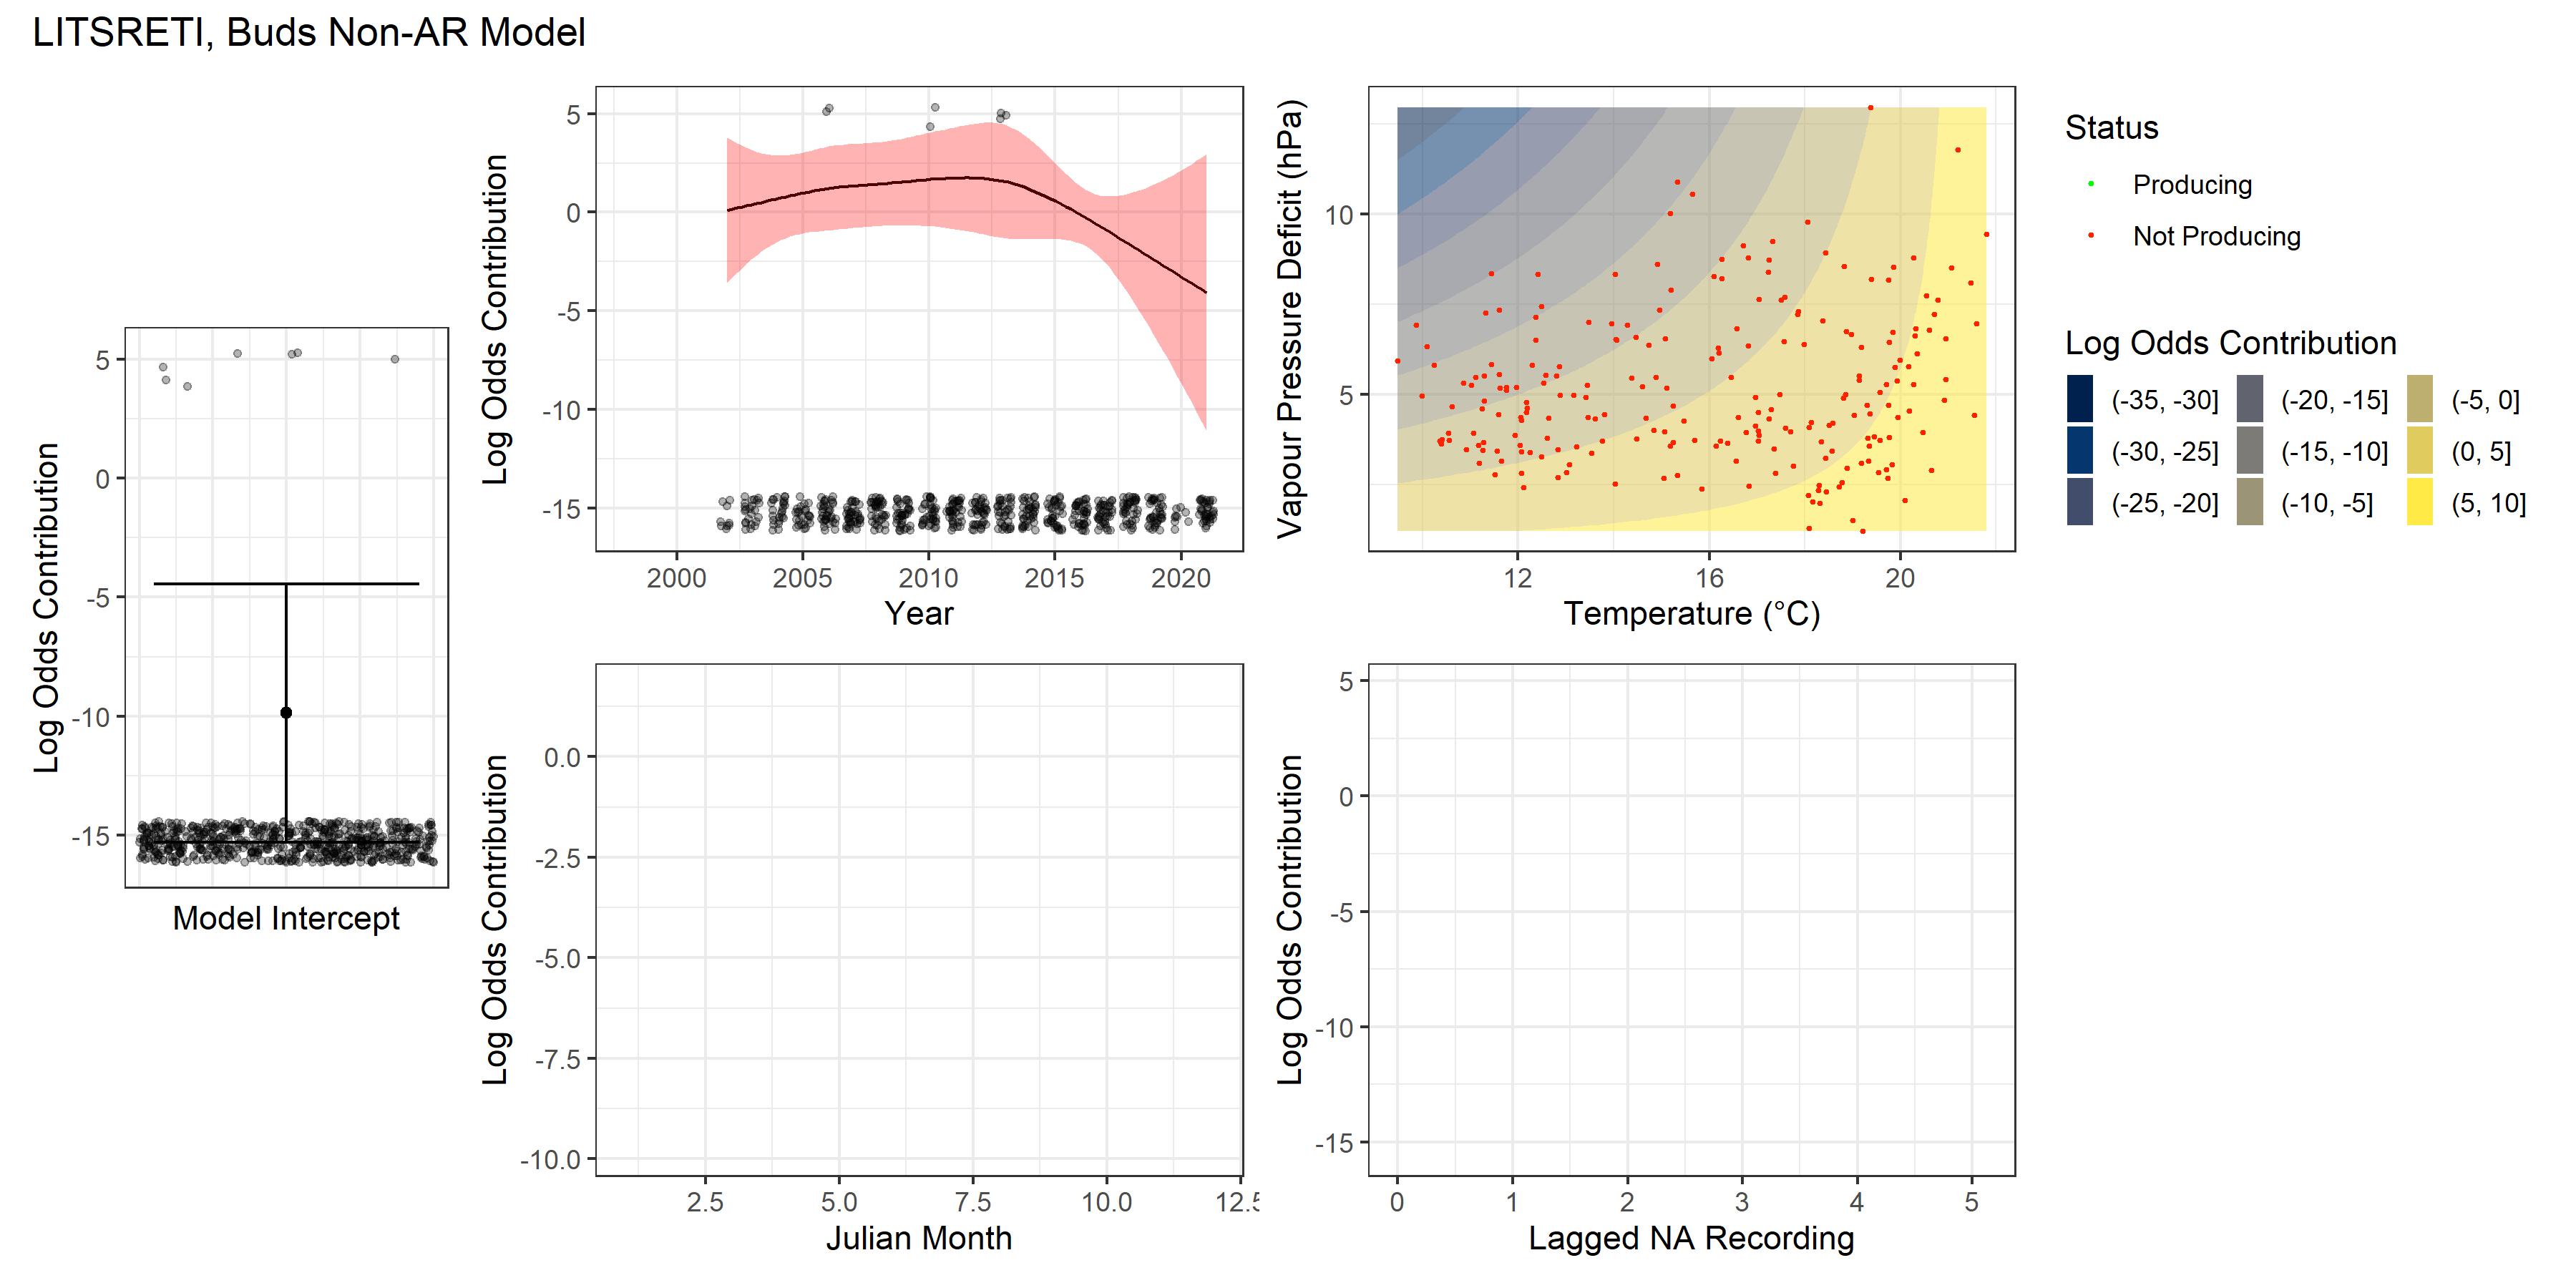 LITSRETI, Buds Non-AR Model
Log Odds Contribution
5
0
-5
-10
-15
Model Intercept
Log Odds Contribution
5
0
-5
-10
-15
2000 2005 2010 2015 2020
Year
Vapour Pressure Deficit (hPa)
10
5
12 16 20
Temperature (°C)
Status
Producing
Not Producing
Log Odds Contribution
(-35, -30] (-20, -15] (-5, 0]
(-30, -25] (-15, -10] (0, 5]
(-25, -20] (-10, -5] (5, 10]
Log Odds Contribution
0.0
-2.5
-5.0
-7.5
-10.0
2.5 5.0 7.5 10.0 12.5
Julian Month
Log Odds Contribution
5
0
-5
-10
-15
0 1 2 3 4 5
Lagged NA Recording